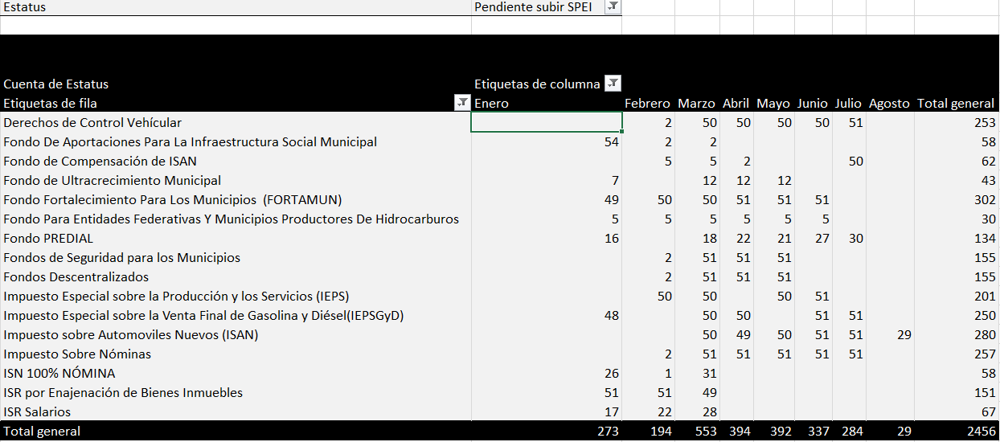 Estatus Pendiente subir SPEI
Cuenta de Estatus Etiquetas de columna
Etiquetas de fila Enero Febrero Marzo Abril Mayo Junio Julio Agosto Total general
Derechos de Control Vehícular 2 50 50 50 50 51 253
Fondo De Aportaciones Para La Infraestructura Social Municipal 54 2 2 58
Fondo de Compensación de ISAN 5 5 2 50 62
Fondo de Ultracrecimiento Municipal 7 12 12 12 43
Fondo Fortalecimiento Para Los Municipios (FORTAMUN) 49 50 50 51 51 51 302
Fondo Para Entidades Federativas Y Municipios Productores De Hidrocarburos 5 5 5 5 5 5 30
Fondo PREDIAL 16 18 22 21 27 30 134
Fondos de Seguridad para los Municipios 2 51 51 51 155
Fondos Descentralizados 2 51 51 51 155
Impuesto Especial sobre la Producción y los Servicios (IEPS) 50 50 50 51 201
Impuesto Especial sobre la Venta Final de Gasolina y Diésel(IEPSGyD) 48 50 50 51 51 250
Impuesto sobre Automoviles Nuevos (ISAN) 50 49 50 51 51 29 280
Impuesto Sobre Nóminas 2 51 51 51 51 51 257
ISN 100% NÓMINA 26 1 31 58
ISR por Enajenación de Bienes Inmuebles 51 51 49 151
ISR Salarios 17 22 28 67
Total general 273 194 553 394 392 337 284 29 2456